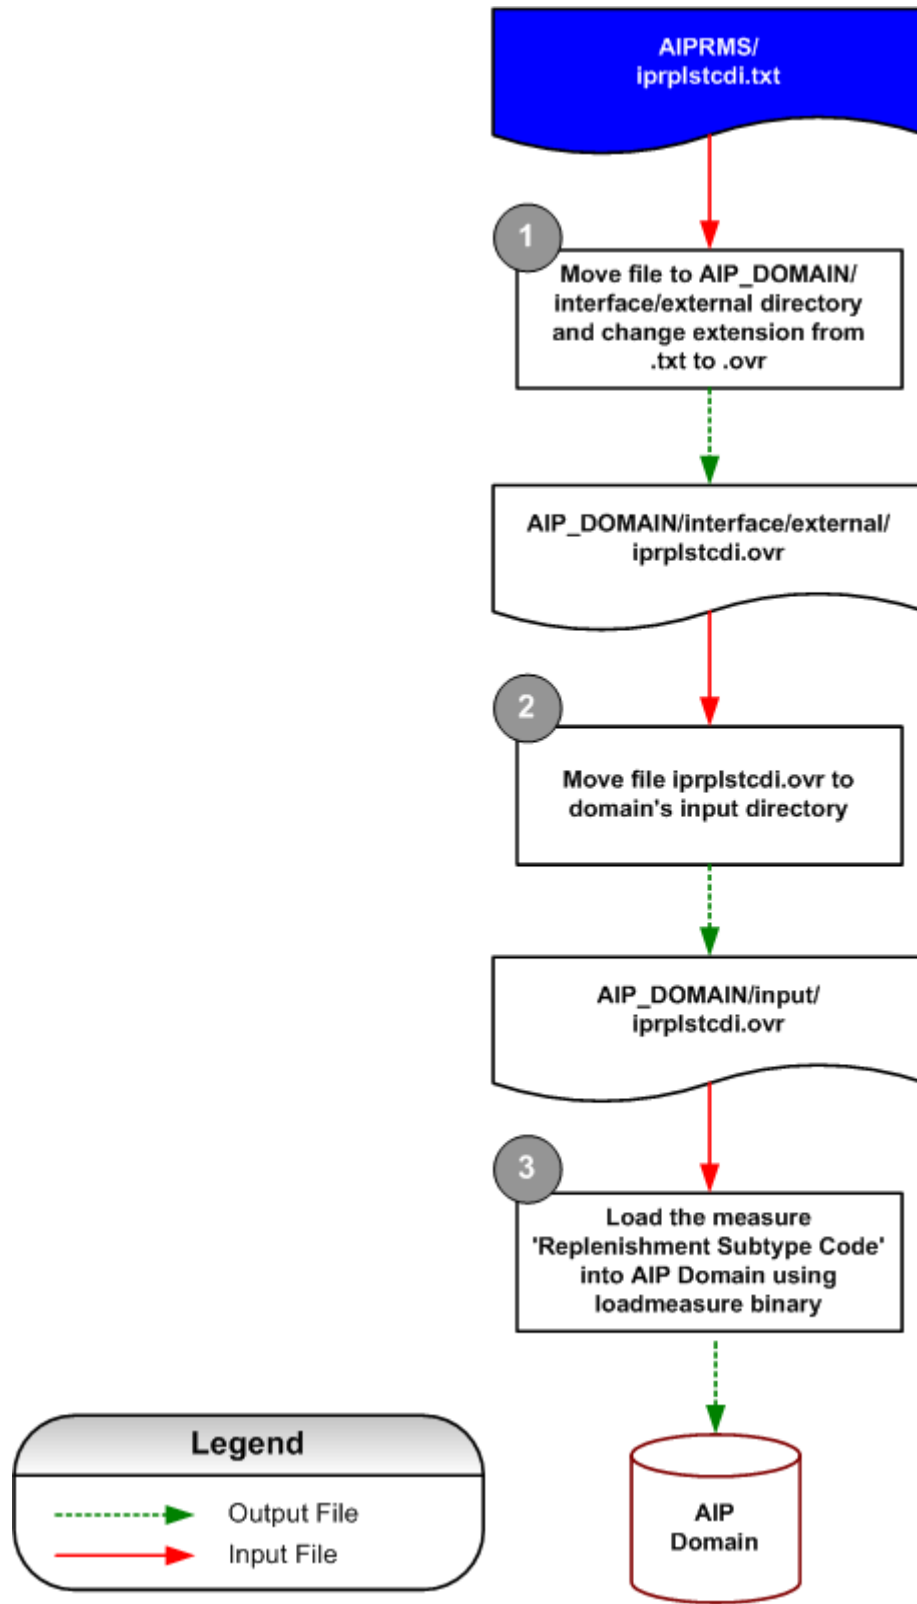 AIPRMS/
iprplstcdi.txt
1
Move file to AIP_DOMAIN/
interface/external directory
and change extension from
.txt to .ovr
AIP_DOMAIN/interface/external/
iprplstcdi.ovr
2
Move file iprplstcdi.ovr to
domain's input directory
AIP_DOMAIN/input/
iprplstcdi.ovr
3
Load the measure
'Replenishment Subtype Code'
into AIP Domain using
loadmeasure binary
Legend
Output File
Input File
AIP
Domain